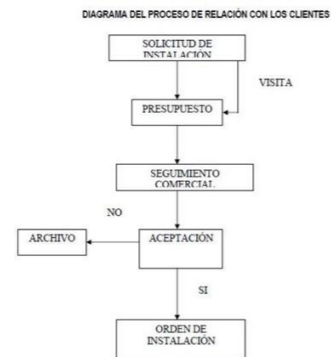 DIAGRAMA DEL PROCESO DE RELACIÓN CON LOS CLIENTES
SOLICITUD DE
INSTALACIÓN
VISITA
PRESUPUESTO
SEGUIMIENTO
COMERCIAL
NO
ARCHIVO
ACEPTACIÓN
SI
ORDEN DE
INSTALACIÓN